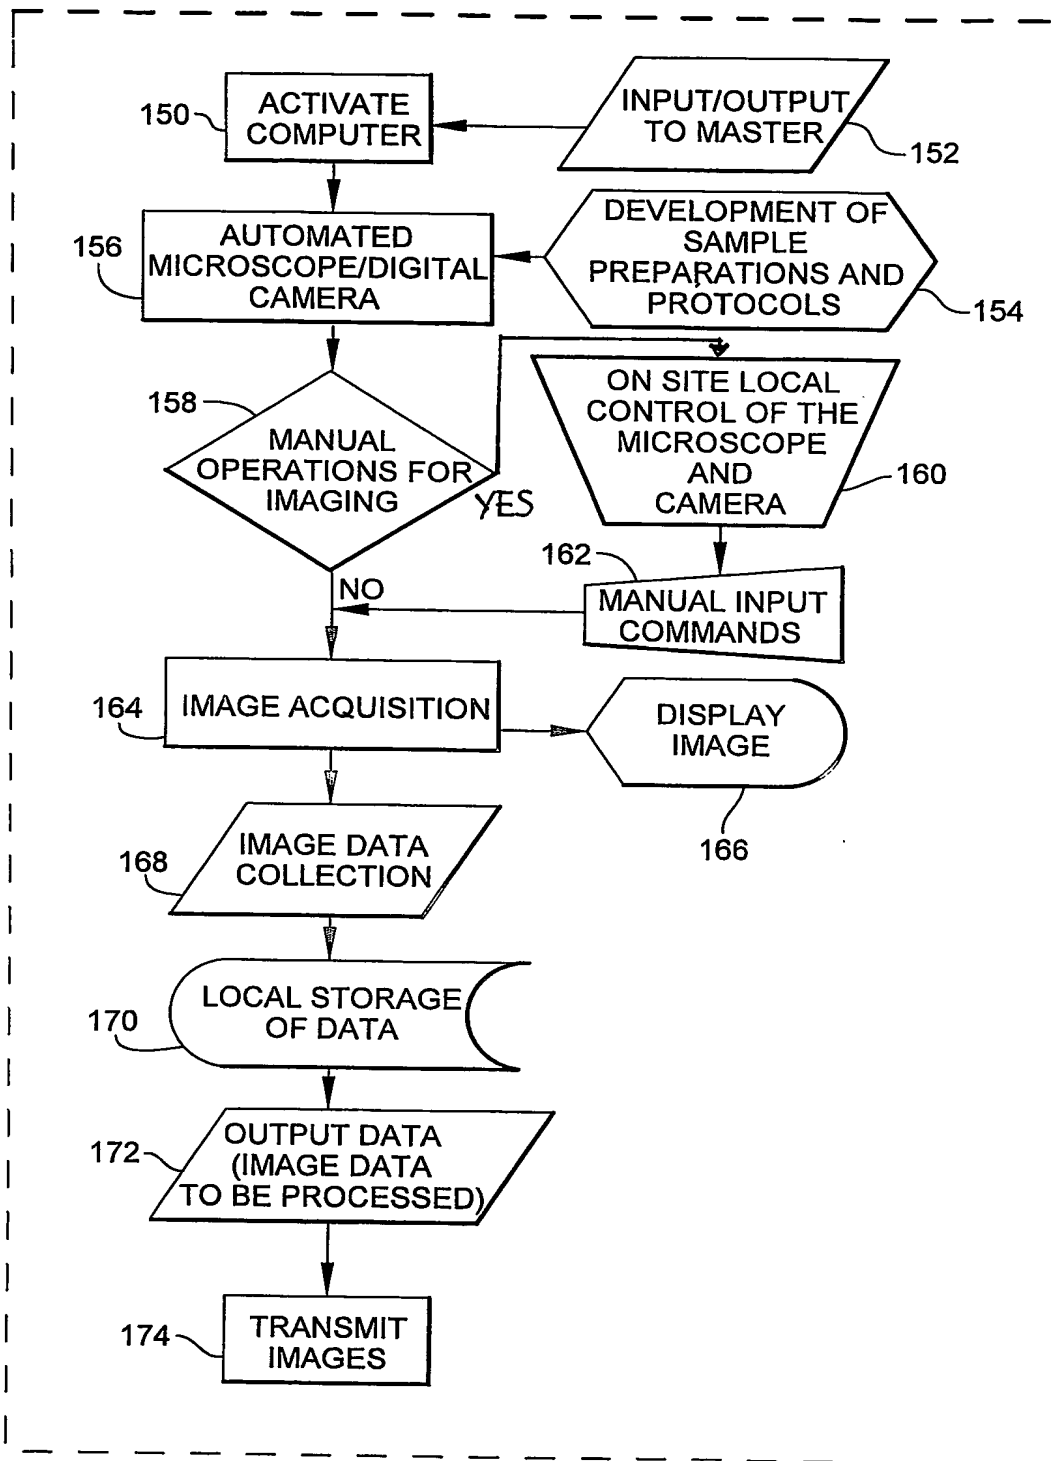 150
ACTIVATE
COMPUTER
INPUT/OUTPUT
TO MASTER
152
156
AUTOMATED
MICROSCOPE/DIGITAL
CAMERA
DEVELOPMENT OF
SAMPLE
PREPARATIONS AND
PROTOCOLS
154
158
MANUAL
OPERATIONS FOR
IMAGING
YES
ON SITE LOCAL
CONTROL OF THE
MICROSCOPE
AND
CAMERA
160
NO
162
MANUAL INPUT
COMMANDS
164
IMAGE ACQUISITION
DISPLAY
IMAGE
166
168
IMAGE DATA
COLLECTION
170
LOCAL STORAGE
OF DATA
172
OUTPUT DATA
(IMAGE DATA
TO BE PROCESSED)
174
TRANSMIT
IMAGES